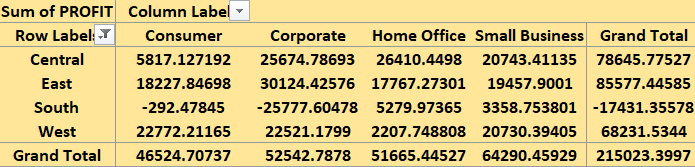 Sum of PROFIT Column Label
Row Labels Consumer Corporate Home Office Small Business Grand Total
Central 5817.127192 25674.78693 26410.4498 20743.41135 78645.77527
East 18227.84698 30124.42576 17767.27301 19457.9001 85577.44585
South -292.47845 -25777.60478 5279.97365 3358.753801 -17431.35578
West 22772.21165 22521.1799 2207.748808 20730.39405 68231.5344
Grand Total 46524.70737 52542.7878 51665.44527 64290.45929 215023.3997